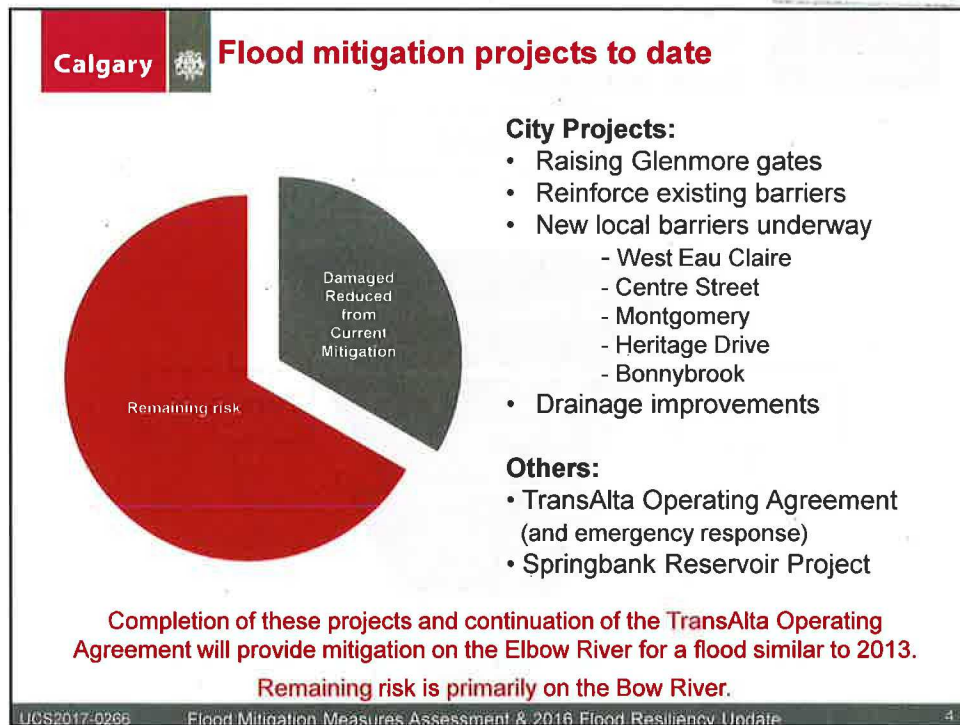 Calgary
Flood mitigation projects to date
Damaged
Reduced
from
Current
Mitigation
Remaining risk
City Projects:
• Raising Glenmore gates
• Reinforce existing barriers
• New local barriers underway
- West Eau Claire
- Centre Street
- Montgomery
- Heritage Drive
- Bonnybrook
• Drainage improvements
Others:
• TransAlta Operating Agreement
(and emergency response)
• Springbank Reservoir Project
Completion of these projects and continuation of the TransAlta Operating
Agreement will provide mitigation on the Elbow River for a flood similar to 2013.
Remaining risk is primarily on the Bow River.
UCS2017-0266 Flood Mitigation Measures Assessment & 2016 Flood Resiliency Update 4